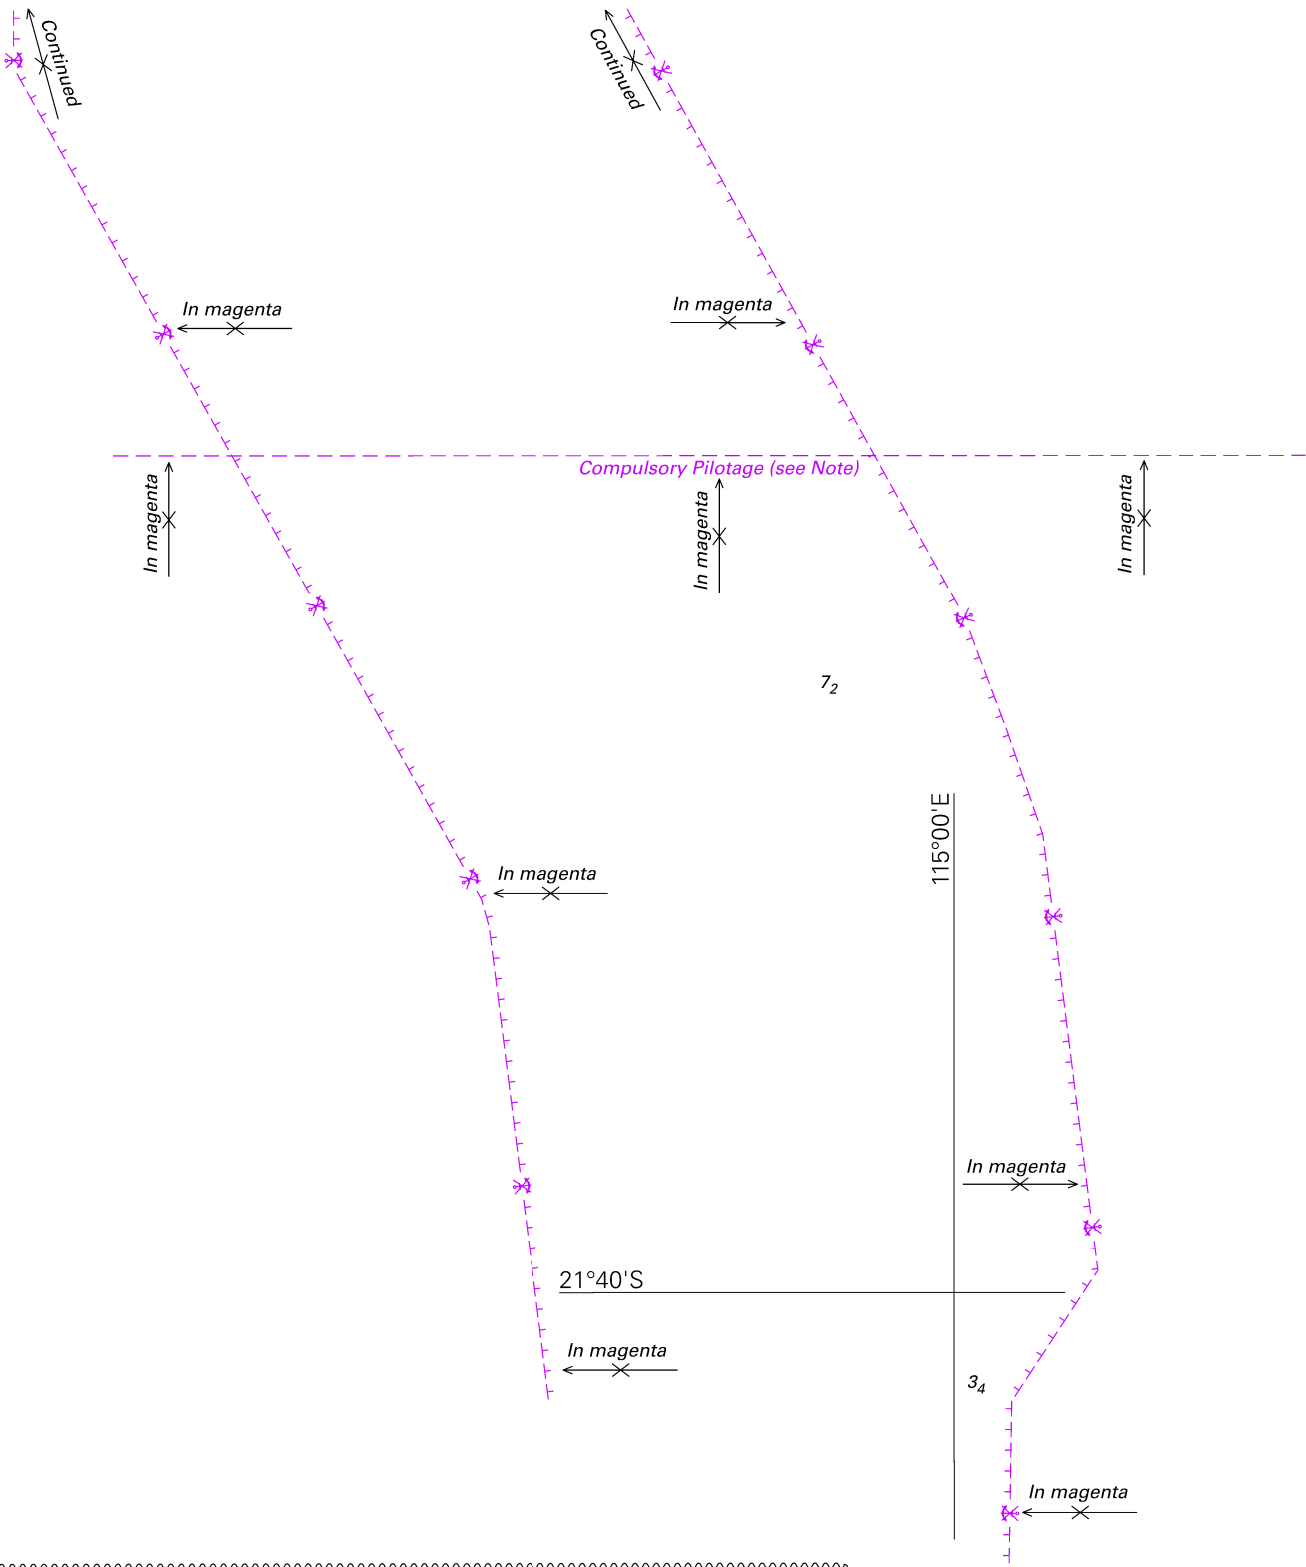 Continued
Continued
In magenta
In magenta
Compulsory Pilotage (see Note)
In magenta
In magenta
In magenta
7₂
115°00'E
In magenta
In magenta
21°40'S
In magenta
3₄
In magenta